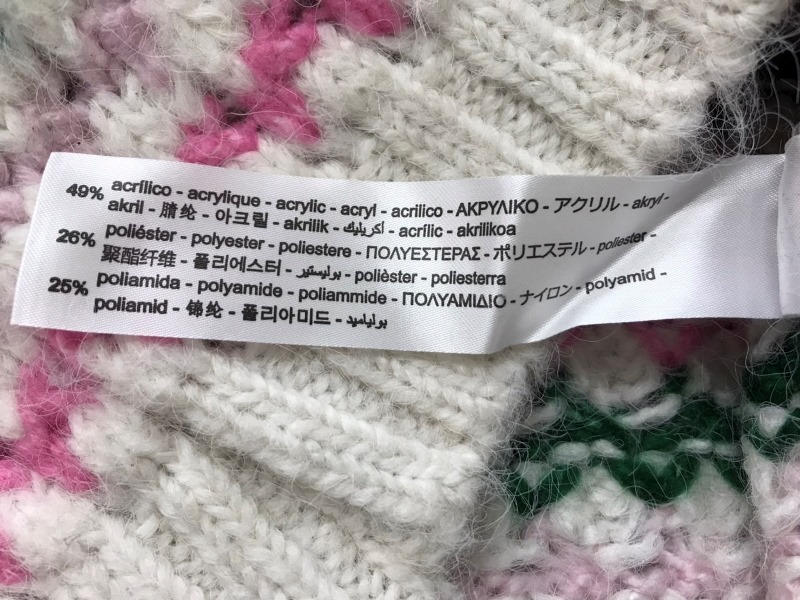 49% acrílico - acrylique - acrylic - acryl - acrilico - ΑΚΡΥΛΙΚΟ - アクリル - akryl -
akril - 腈纶 - 아크릴 - akrilik - أكريليك - acrílic - akrilikoa
26% poliéster - polyester - poliestere - ΠΟΛΥΕΣΤΕΡΑΣ - ポリエステル - poliester -
聚酯纤维 - 폴리에스터 - بوليستير - polièster - poliesterra
25% poliamida - polyamide - poliammide - ΠΟΛΥΑΜΙΔΙΟ - ナイロン - polyamid -
poliamid - 锦纶 - 폴리아미드 - بولياميد